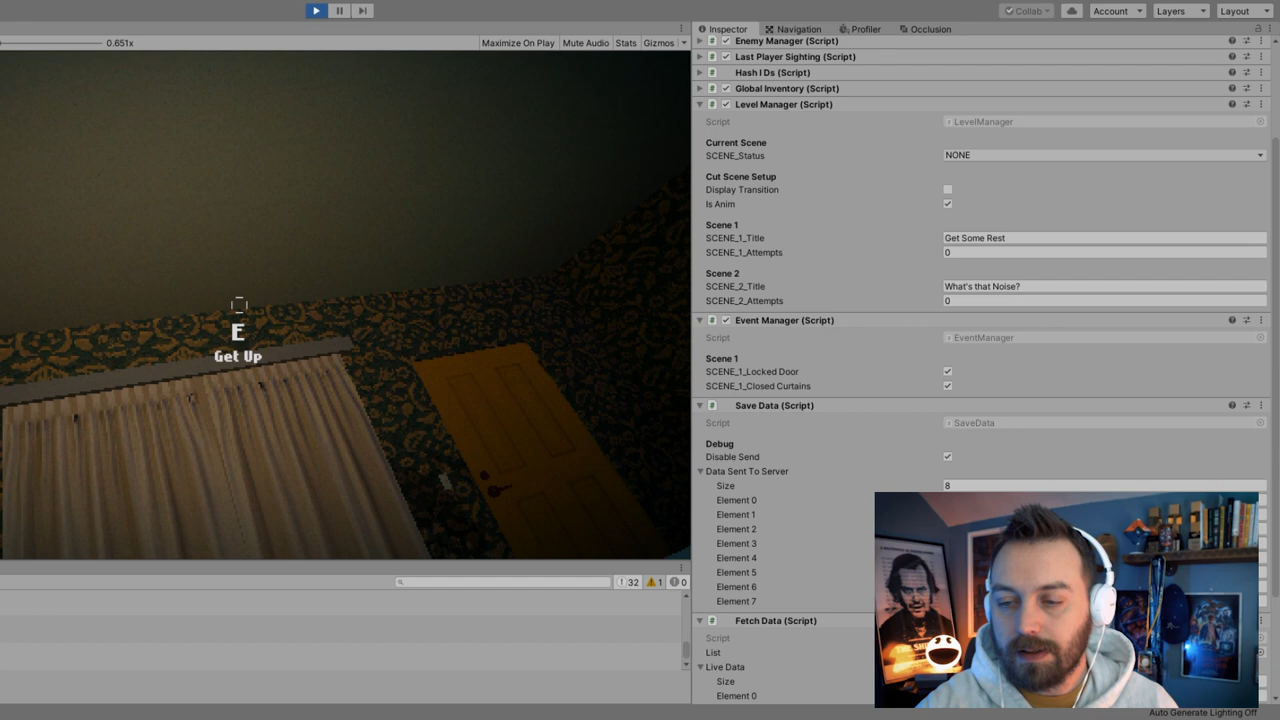 Collab
Account
Layers
Layout
0.651x
Maximize On Play
Mute Audio
Stats
Gizmos
E
Get Up
32
1
0
Inspector
Navigation
Profiler
Occlusion
Enemy Manager (Script)
Last Player Sighting (Script)
Hash I Ds (Script)
Global Inventory (Script)
Level Manager (Script)
Script LevelManager
Current Scene
SCENE_Status NONE
Cut Scene Setup
Display Transition
Is Anim
Scene 1
SCENE_1_Title Get Some Rest
SCENE_1_Attempts 0
Scene 2
SCENE_2_Title What's that Noise?
SCENE_2_Attempts 0
Event Manager (Script)
Script EventManager
Scene 1
SCENE_1_Locked Door
SCENE_1_Closed Curtains
Save Data (Script)
Script SaveData
Debug
Disable Send
Data Sent To Server
Size 8
Element 0
Element 1
Element 2
Element 3
Element 4
Element 5
Element 6
Element 7
Fetch Data (Script)
Script
List
Live Data
Size
Element 0
Auto Generate Lighting Off